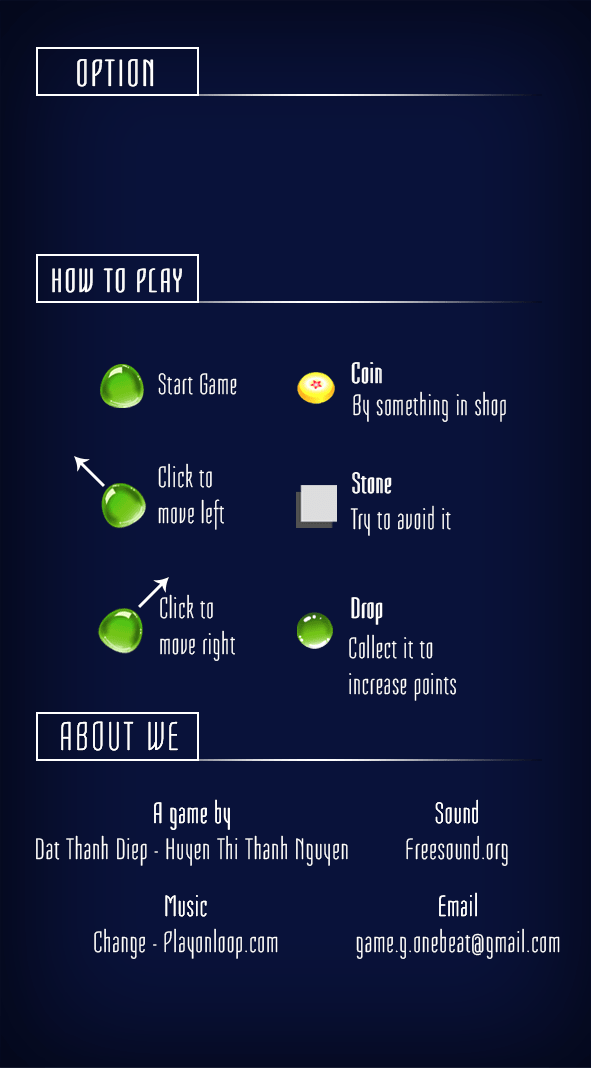 OPTION
HOW TO PLAY
Start Game
Coin
By something in shop
Click to
move left
Stone
Try to avoid it
Click to
move right
Drop
Collect it to
increase points
ABOUT WE
A game by
Dat Thanh Diep - Huyen Thi Thanh Nguyen
Sound
Freesound.org
Music
Change - Playonloop.com
Email
game.g.onebeat@gmail.com